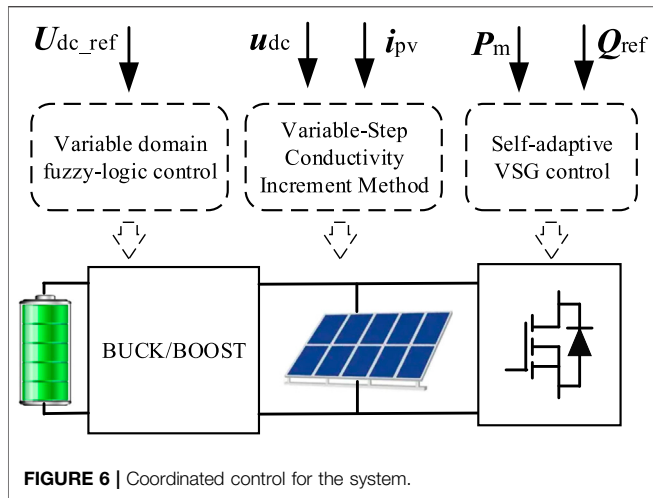 Udc_ref
udc
ipv
Pm
Qref
Variable domain
fuzzy-logic control
Variable-Step
Conductivity
Increment Method
Self-adaptive
VSG control
BUCK/BOOST
FIGURE 6 | Coordinated control for the system.